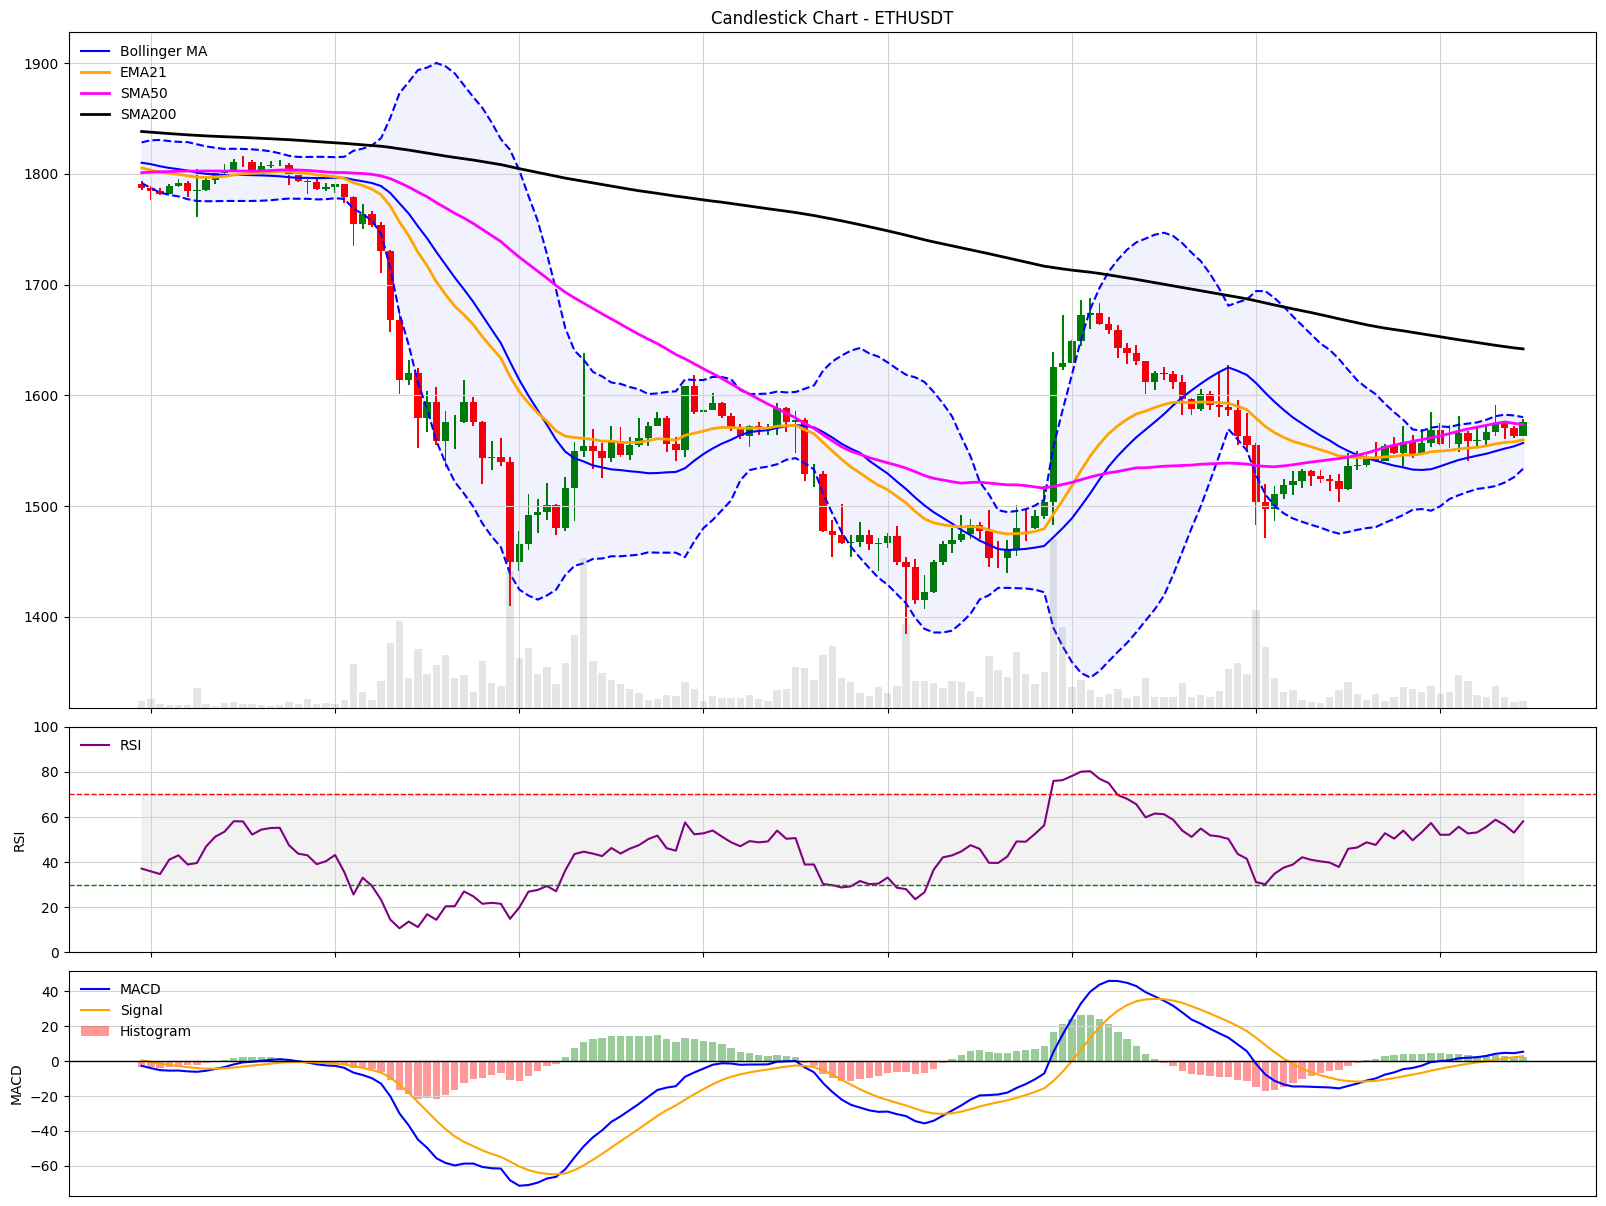 Candlestick Chart - ETHUSDT
Bollinger MA
EMA21
SMA50
SMA200
1900
1800
1700
1600
1500
1400
RSI
100
80
60
40
20
0
RSI
MACD
Signal
Histogram
40
20
0
−20
−40
−60
MACD